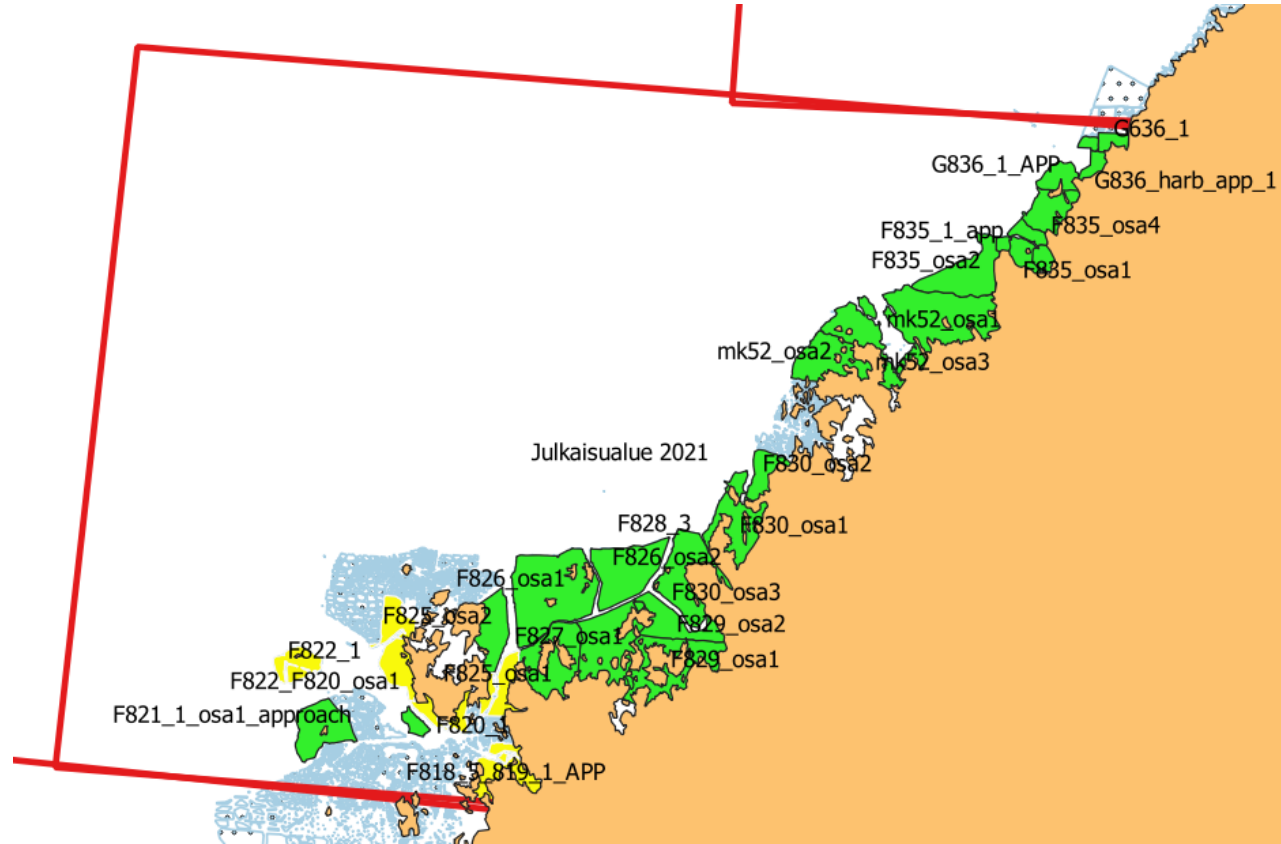 G636_1
G836_1_APP
G836_harb_app_1
F835_1_app
F835_osa4
F835_osa2
F835_osa1
mk52_osa1
mk52_osa2
mk52_osa3
Julkaisualue 2021
F830_osa2
F828_3
F830_osa1
F826_osa2
F826_osa1
F830_osa3
F825_osa2
F829_osa2
F827_osa1
F822_1
F829_osa1
F822_F820_osa1
F825_osa1
F821_1_osa1_approach
F820_1